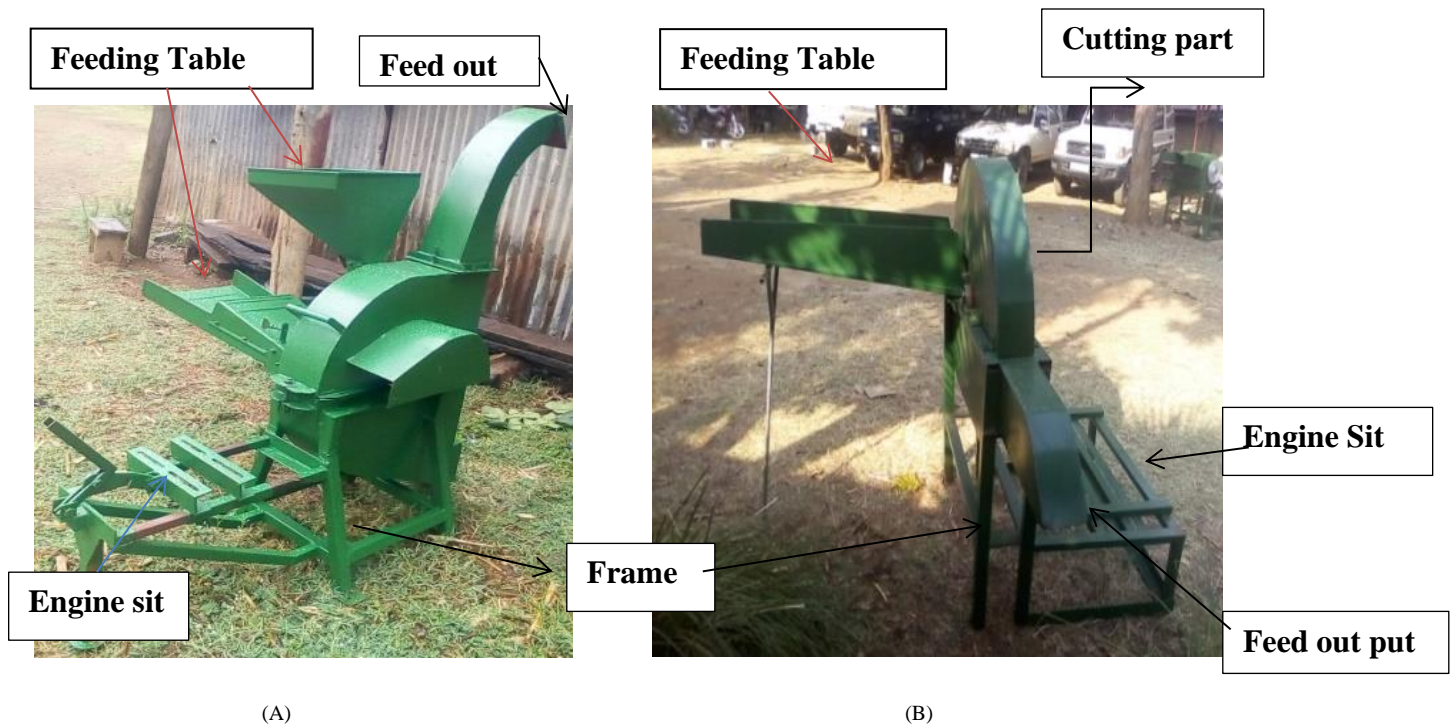 Feeding Table
Feed out
Engine sit
Frame
Feeding Table
Cutting part
Engine Sit
Feed out put
(A)
(B)